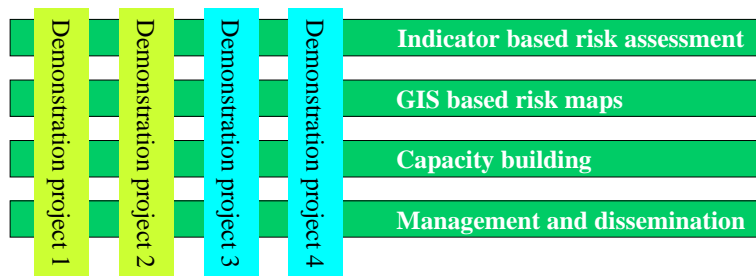 Demonstration project 1
Demonstration project 2
Demonstration project 3
Demonstration project 4
Indicator based risk assessment
GIS based risk maps
Capacity building
Management and dissemination